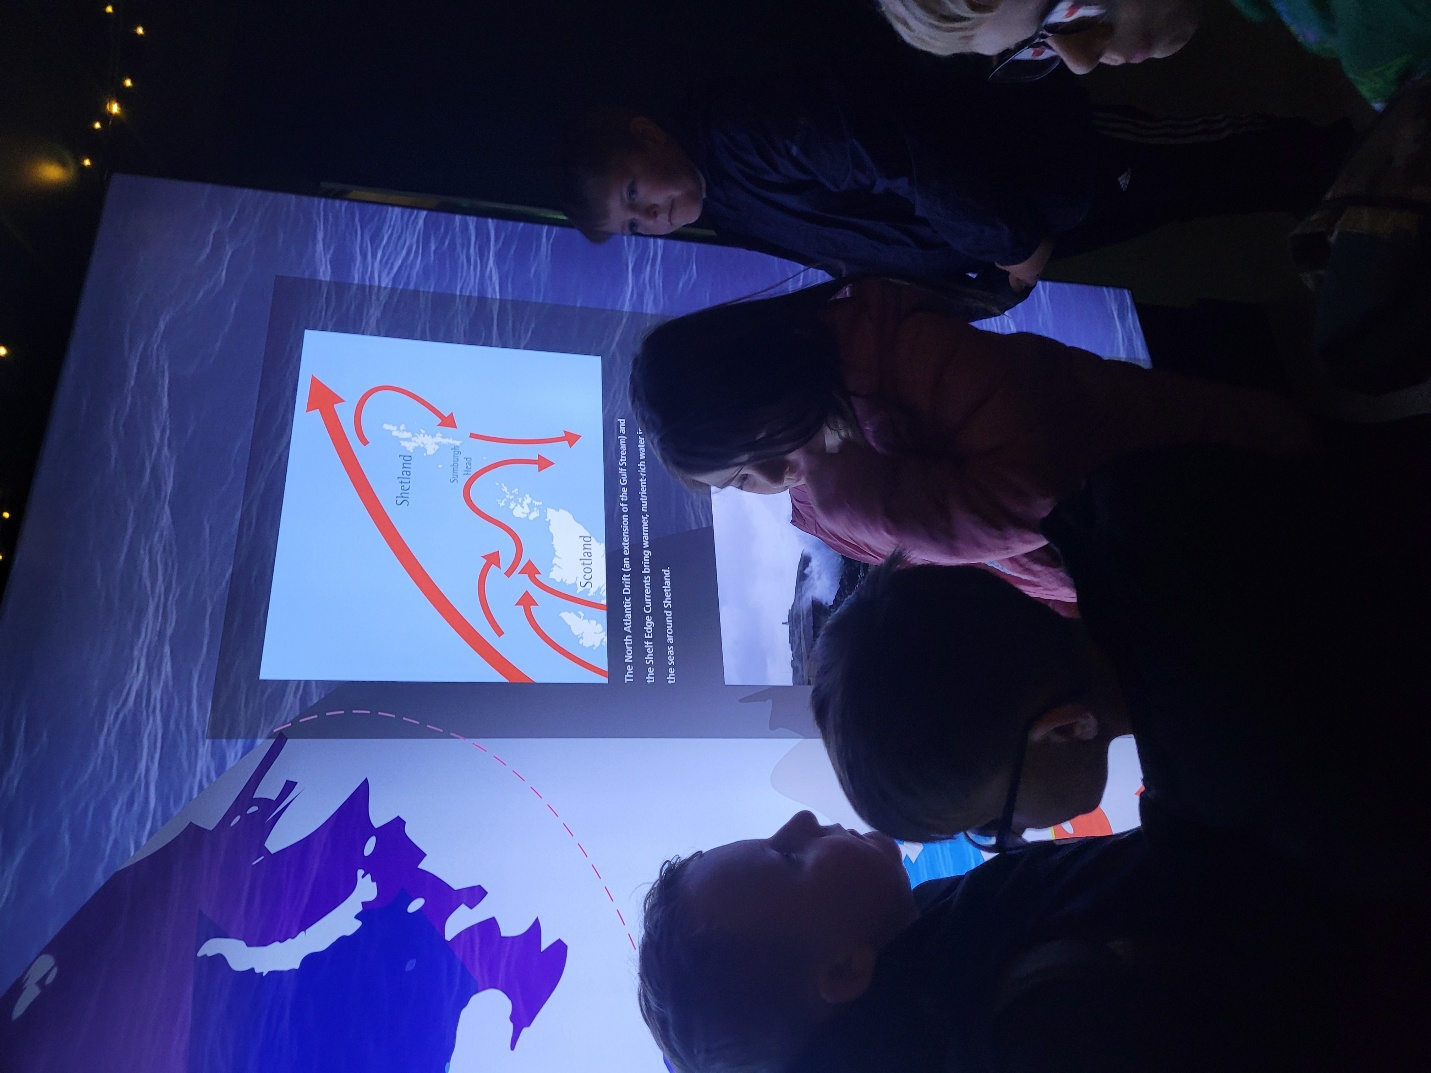 Shetland
Sumburgh
Head
Scotland
The North Atlantic Drift (an extension of the Gulf Stream) and
the Shelf Edge Currents bring warmer, nutrient-rich water
the seas around Shetland.